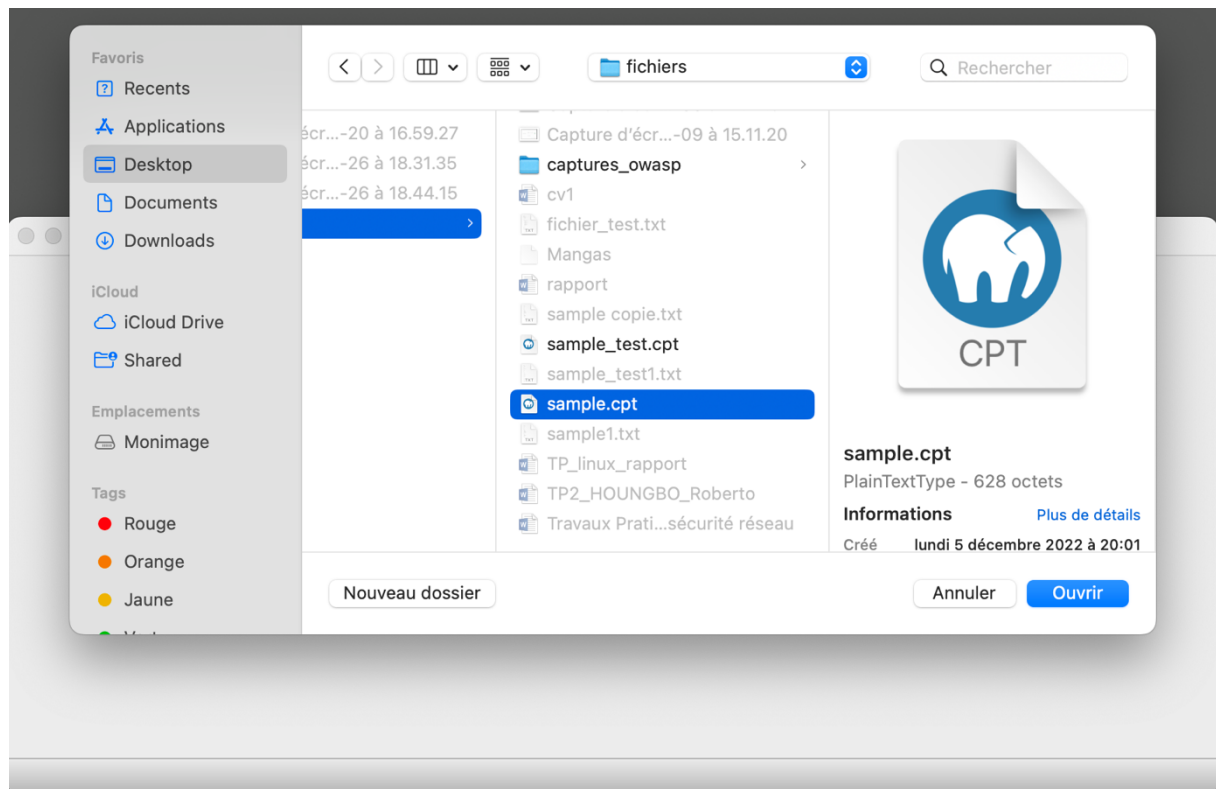 Favoris
Recents
Applications
Desktop
Documents
Downloads
iCloud
iCloud Drive
Shared
Emplacements
Monimage
Tags
Rouge
Orange
Jaune
fichiers
Rechercher
écr...-20 à 16.59.27
écr...-26 à 18.31.35
écr...-26 à 18.44.15
Capture d'écr...-09 à 15.11.20
captures_owasp
cv1
fichier_test.txt
Mangas
rapport
sample copie.txt
sample_test.cpt
sample_test1.txt
sample.cpt
sample1.txt
TP_linux_rapport
TP2_HOUNGBO_Roberto
Travaux Prati...sécurité réseau
CPT
sample.cpt
PlainTextType - 628 octets
Informations Plus de détails
Créé lundi 5 décembre 2022 à 20:01
Nouveau dossier
Annuler
Ouvrir